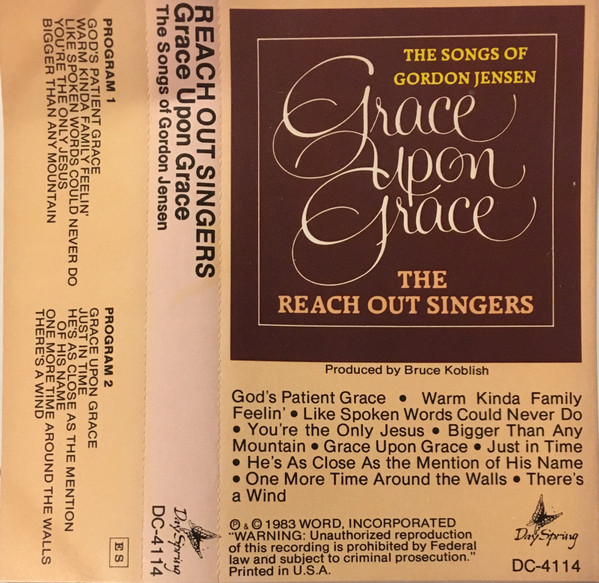 PROGRAM 1
GOD'S PATIENT GRACE
WARM KINDA FAMILY FEELIN'
LIKE SPOKEN WORDS COULD NEVER DO
YOU'RE THE ONLY JESUS
BIGGER THAN ANY MOUNTAIN
PROGRAM 2
GRACE UPON GRACE
JUST IN TIME
HE'S AS CLOSE AS THE MENTION
OF HIS NAME
ONE MORE TIME AROUND THE WALLS
THERE'S A WIND
ES
REACH OUT SINGERS
Grace Upon Grace
The Songs of Gordon Jensen
DaySpring
DC-4114
THE SONGS OF
GORDON JENSEN
Grace
Upon
Grace
THE
REACH OUT SINGERS
Produced by Bruce Koblish
God's Patient Grace • Warm Kinda Family
Feelin' • Like Spoken Words Could Never Do
• You're the Only Jesus • Bigger Than Any
Mountain • Grace Upon Grace • Just in Time
• He's As Close As the Mention of His Name
• One More Time Around the Walls • There's
a Wind
℗ & © 1983 WORD, INCORPORATED
"WARNING: Unauthorized reproduction
of this recording is prohibited by Federal
law and subject to criminal prosecution."
Printed in U.S.A.
DaySpring
DC-4114